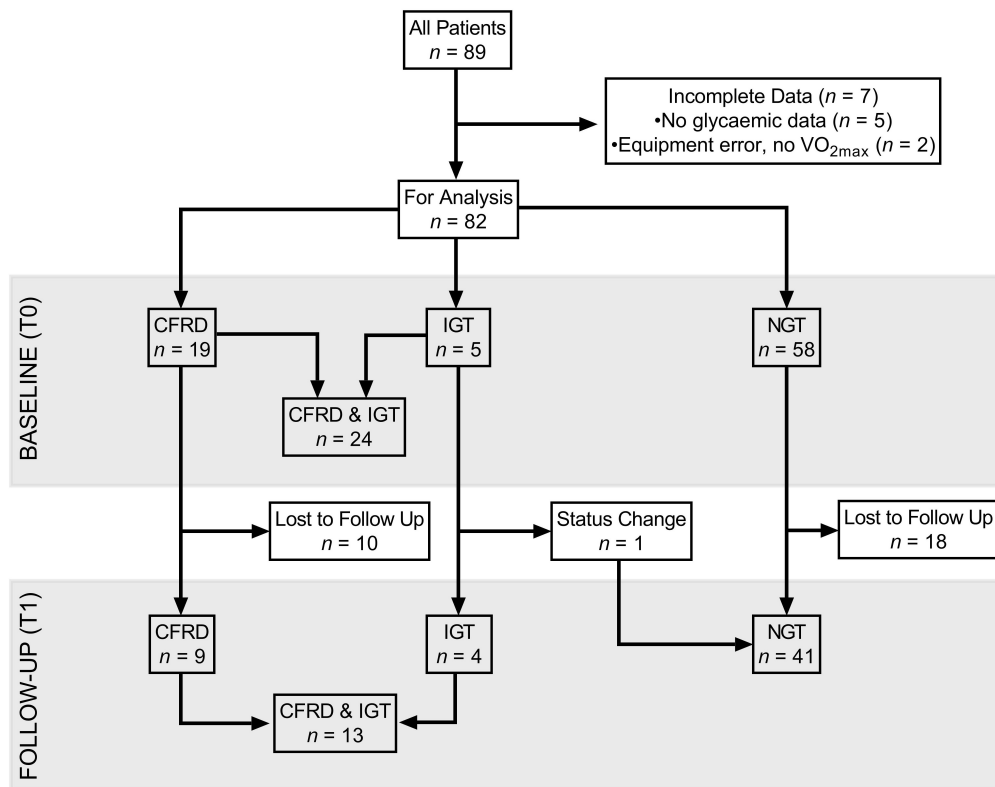 All Patients
n = 89
Incomplete Data (n = 7)
•No glycaemic data (n = 5)
•Equipment error, no VO2max (n = 2)
For Analysis
n = 82
BASELINE (T0)
CFRD
n = 19
IGT
n = 5
NGT
n = 58
CFRD & IGT
n = 24
Lost to Follow Up
n = 10
Status Change
n = 1
Lost to Follow Up
n = 18
FOLLOW-UP (T1)
CFRD
n = 9
IGT
n = 4
NGT
n = 41
CFRD & IGT
n = 13